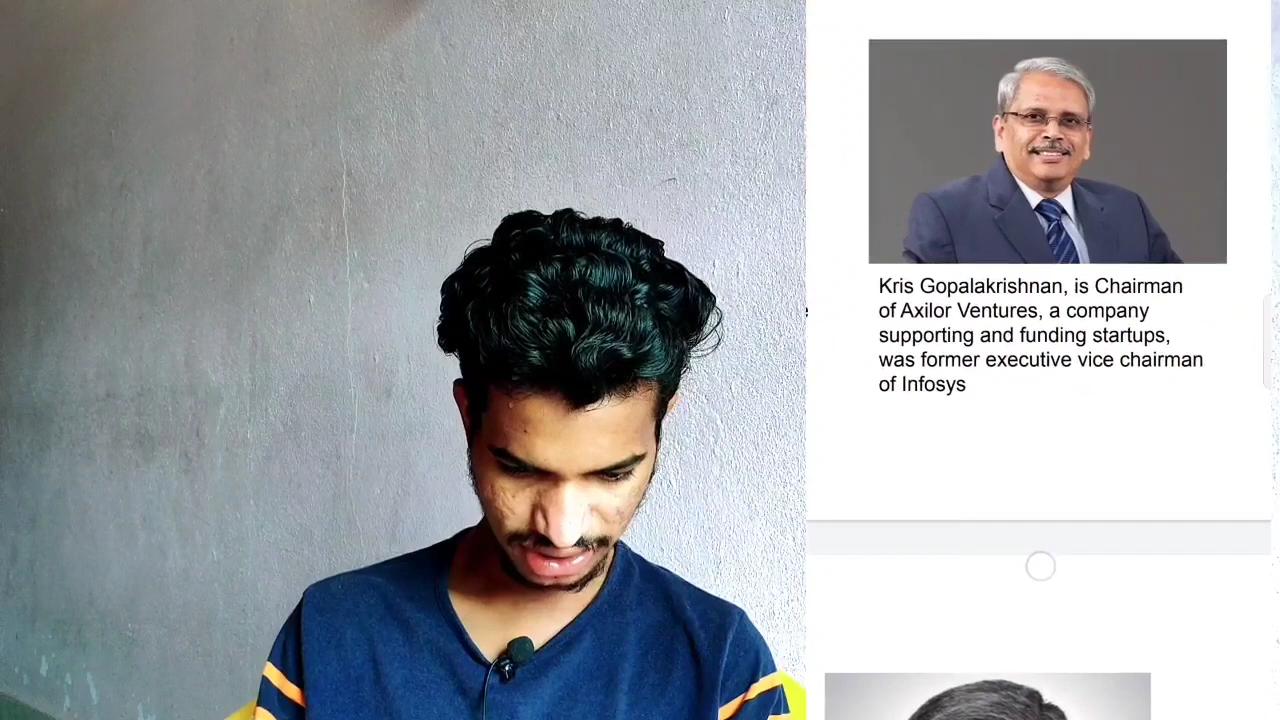 Kris Gopalakrishnan, is Chairman
of Axilor Ventures, a company
supporting and funding startups,
was former executive vice chairman
of Infosys